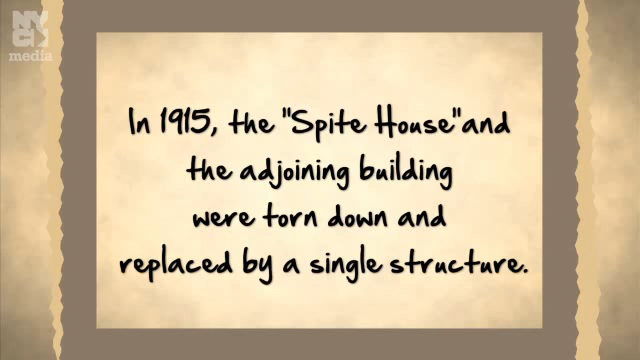 NYC
media
In 1915, the "Spite House"and
the adjoining building
were torn down and
replaced by a single structure.